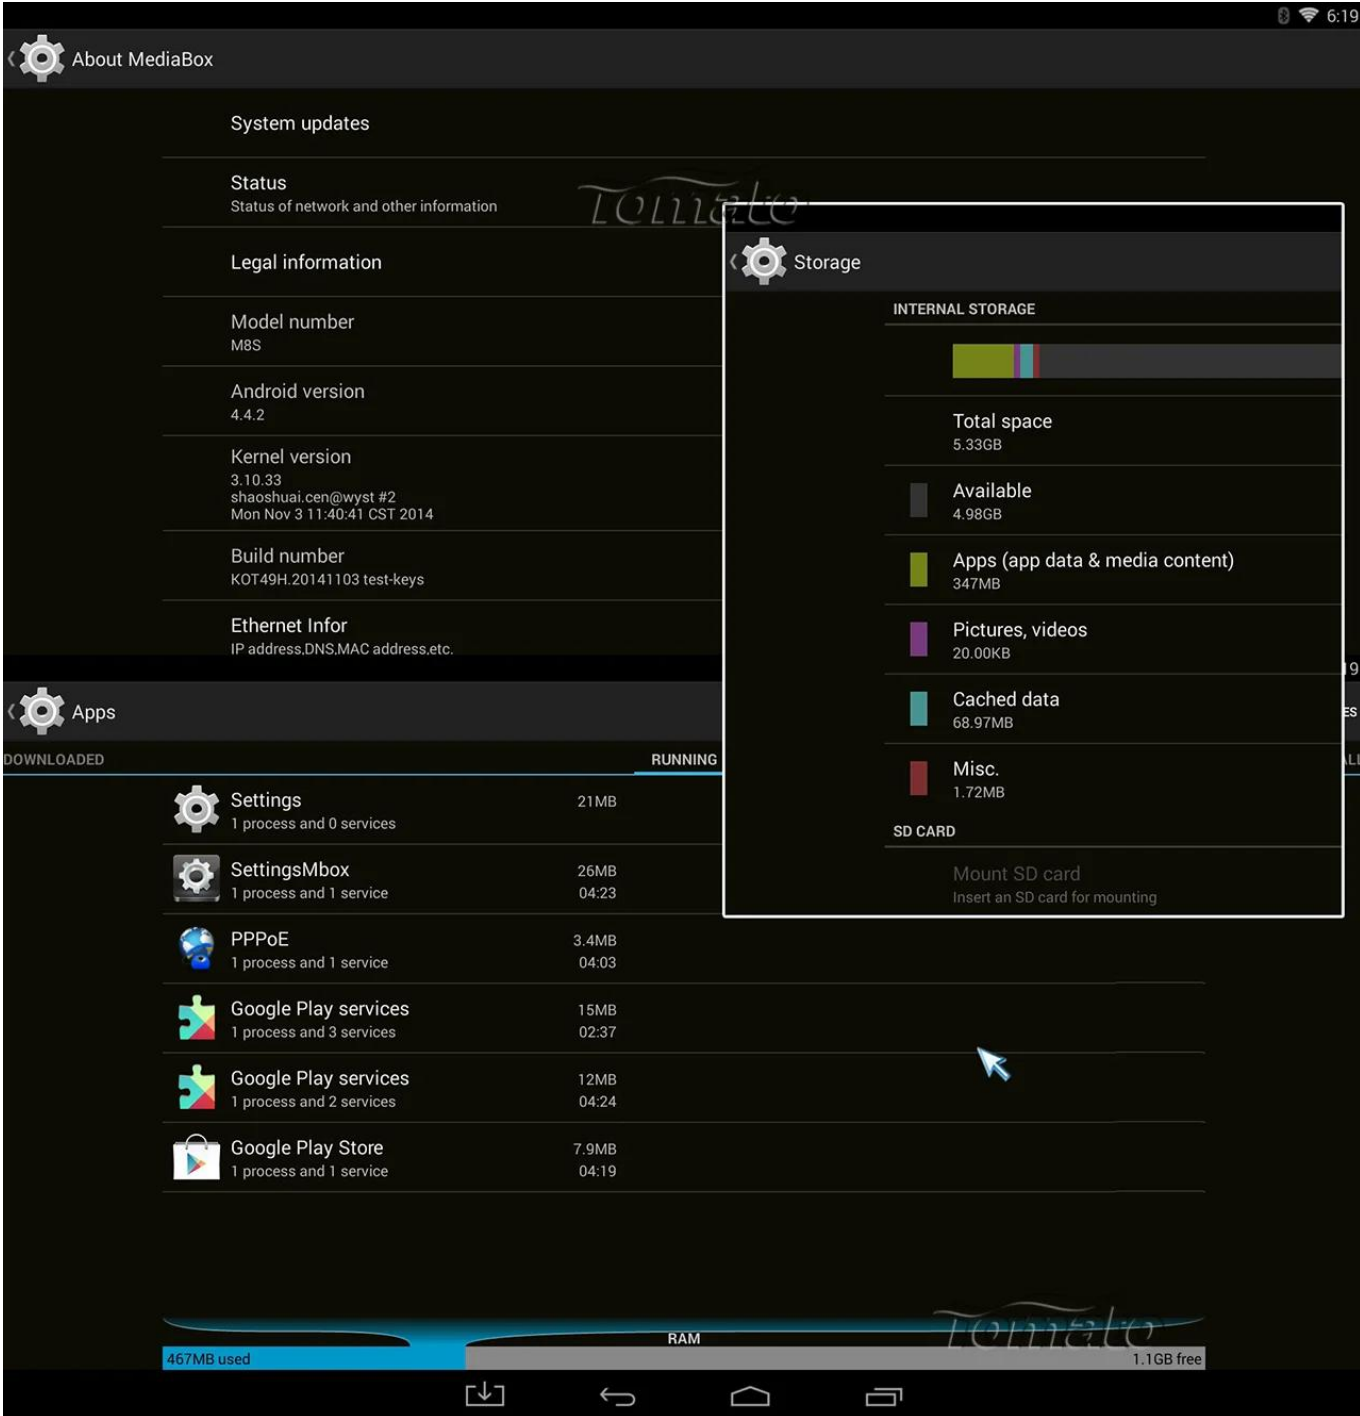 6:19
About MediaBox
System updates
Status
Status of network and other information
Tomato
Legal information
Model number
M8S
Android version
4.4.2
Kernel version
3.10.33
shaoshuai.cen@wyst #2
Mon Nov 3 11:40:41 CST 2014
Build number
KOT49H.20141103 test-keys
Ethernet Infor
IP address,DNS,MAC address,etc.
Storage
INTERNAL STORAGE
Total space
5.33GB
Available
4.98GB
Apps (app data & media content)
347MB
Pictures, videos
20.00KB
Cached data
68.97MB
Misc.
1.72MB
SD CARD
Mount SD card
Insert an SD card for mounting
Apps
DOWNLOADED
RUNNING
Settings 21MB
1 process and 0 services
SettingsMbox 26MB
1 process and 1 service 04:23
PPPoE 3.4MB
1 process and 1 service 04:03
Google Play services 15MB
1 process and 3 services 02:37
Google Play services 12MB
1 process and 2 services 04:24
Google Play Store 7.9MB
1 process and 1 service 04:19
Tomato
RAM
467MB used 1.1GB free